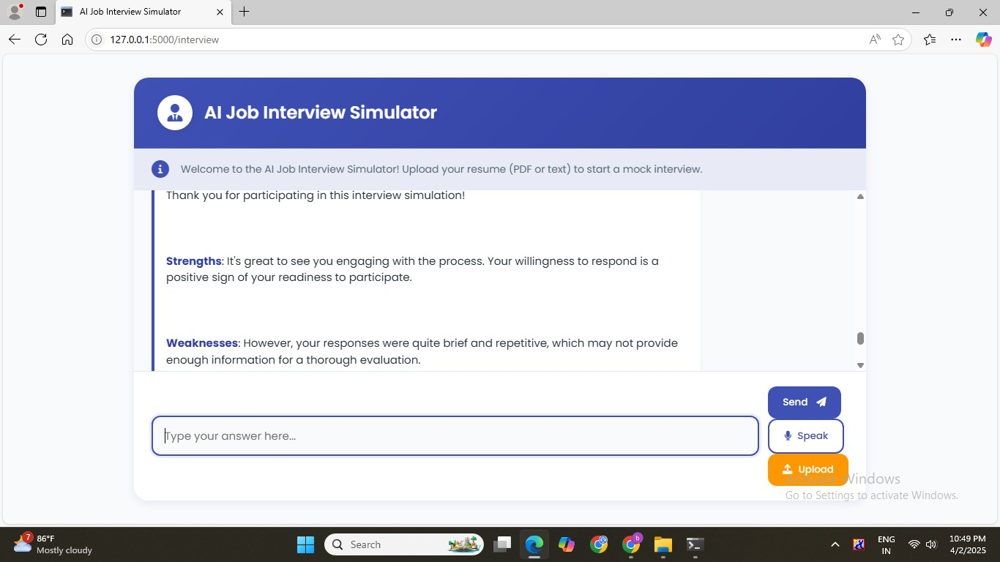 AI Job Interview Simulator
127.0.0.1:5000/interview
AI Job Interview Simulator
Welcome to the AI Job Interview Simulator! Upload your resume (PDF or text) to start a mock interview.
Thank you for participating in this interview simulation!
Strengths: It's great to see you engaging with the process. Your willingness to respond is a
positive sign of your readiness to participate.
Weaknesses: However, your responses were quite brief and repetitive, which may not provide
enough information for a thorough evaluation.
Send
Type your answer here...
Speak
Upload
Activate Windows
Go to Settings to activate Windows.
7
86°F
Mostly cloudy
Search
b
ENG
IN
10:49 PM
4/2/2025